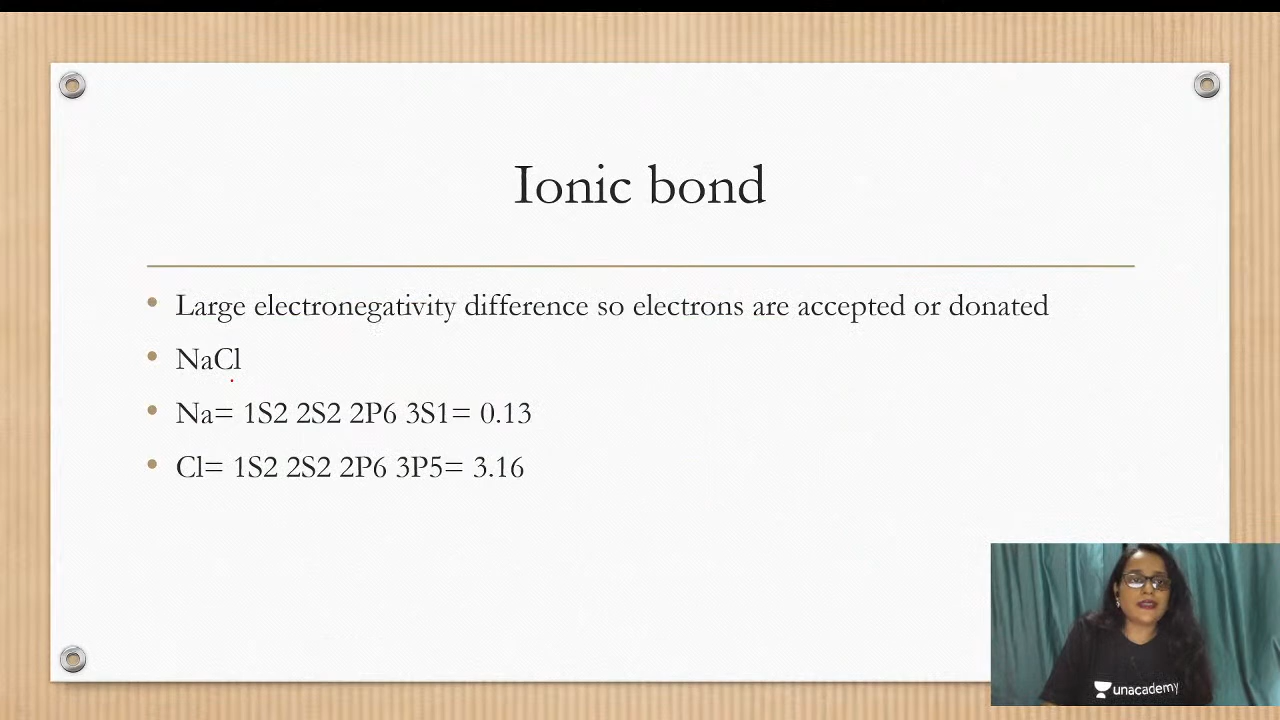 Ionic bond
Large electronegativity difference so electrons are accepted or donated
NaCl
Na= 1S2 2S2 2P6 3S1= 0.13
Cl= 1S2 2S2 2P6 3P5= 3.16
unacademy